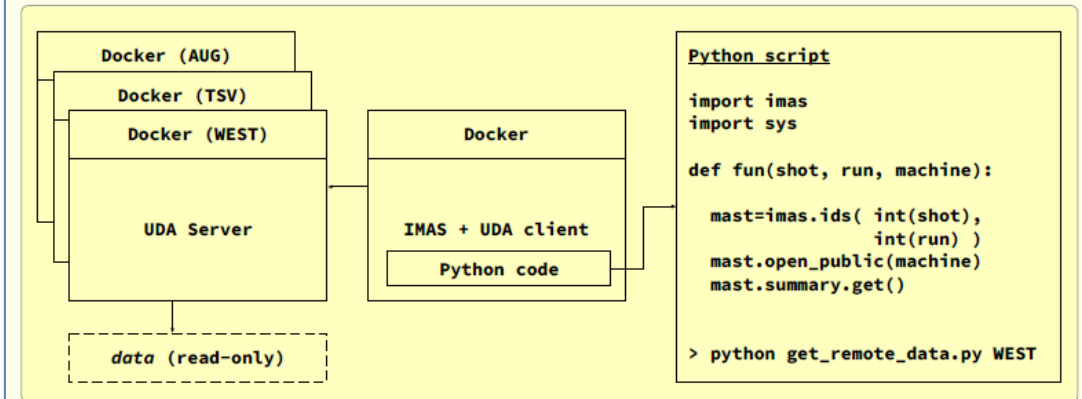 Docker (AUG)
Docker (TSV)
Docker (WEST)
UDA Server
data (read-only)
Docker
IMAS + UDA client
Python code
Python script
import imas
import sys
def fun(shot, run, machine):
mast=imas.ids( int(shot),
int(run) )
mast.open_public(machine)
mast.summary.get()
> python get_remote_data.py WEST